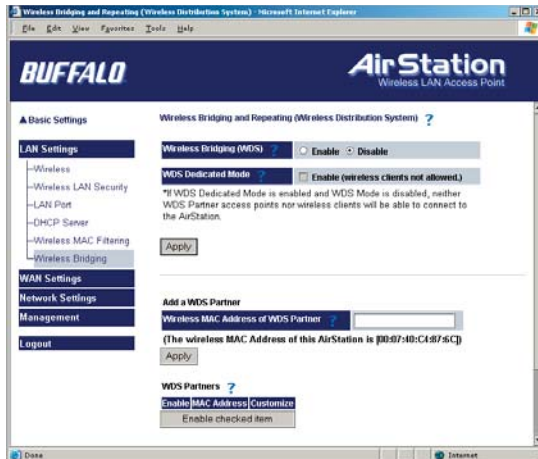 Wireless Bridging and Repeating (Wireless Distribution System) - Microsoft Internet Explorer
File Edit View Favorites Tools Help
BUFFALO
AirStation
Wireless LAN Access Point
Basic Settings
LAN Settings
Wireless
Wireless LAN Security
LAN Port
DHCP Server
Wireless MAC Filtering
Wireless Bridging
WAN Settings
Network Settings
Management
Logout
Wireless Bridging and Repeating (Wireless Distribution System) ?
Wireless Bridging (WDS) ? Enable Disable
WDS Dedicated Mode ? Enable (wireless clients not allowed.)
*If WDS Dedicated Mode is enabled and WDS Mode is disabled, neither
WDS Partner access points nor wireless clients will be able to connect to
the AirStation.
Apply
Add a WDS Partner
Wireless MAC Address of WDS Partner ?
(The wireless MAC Address of this AirStation is [00:07:40:C4:87:6C])
Apply
WDS Partners ?
Enable MAC Address Customize
Enable checked item
Done
Internet